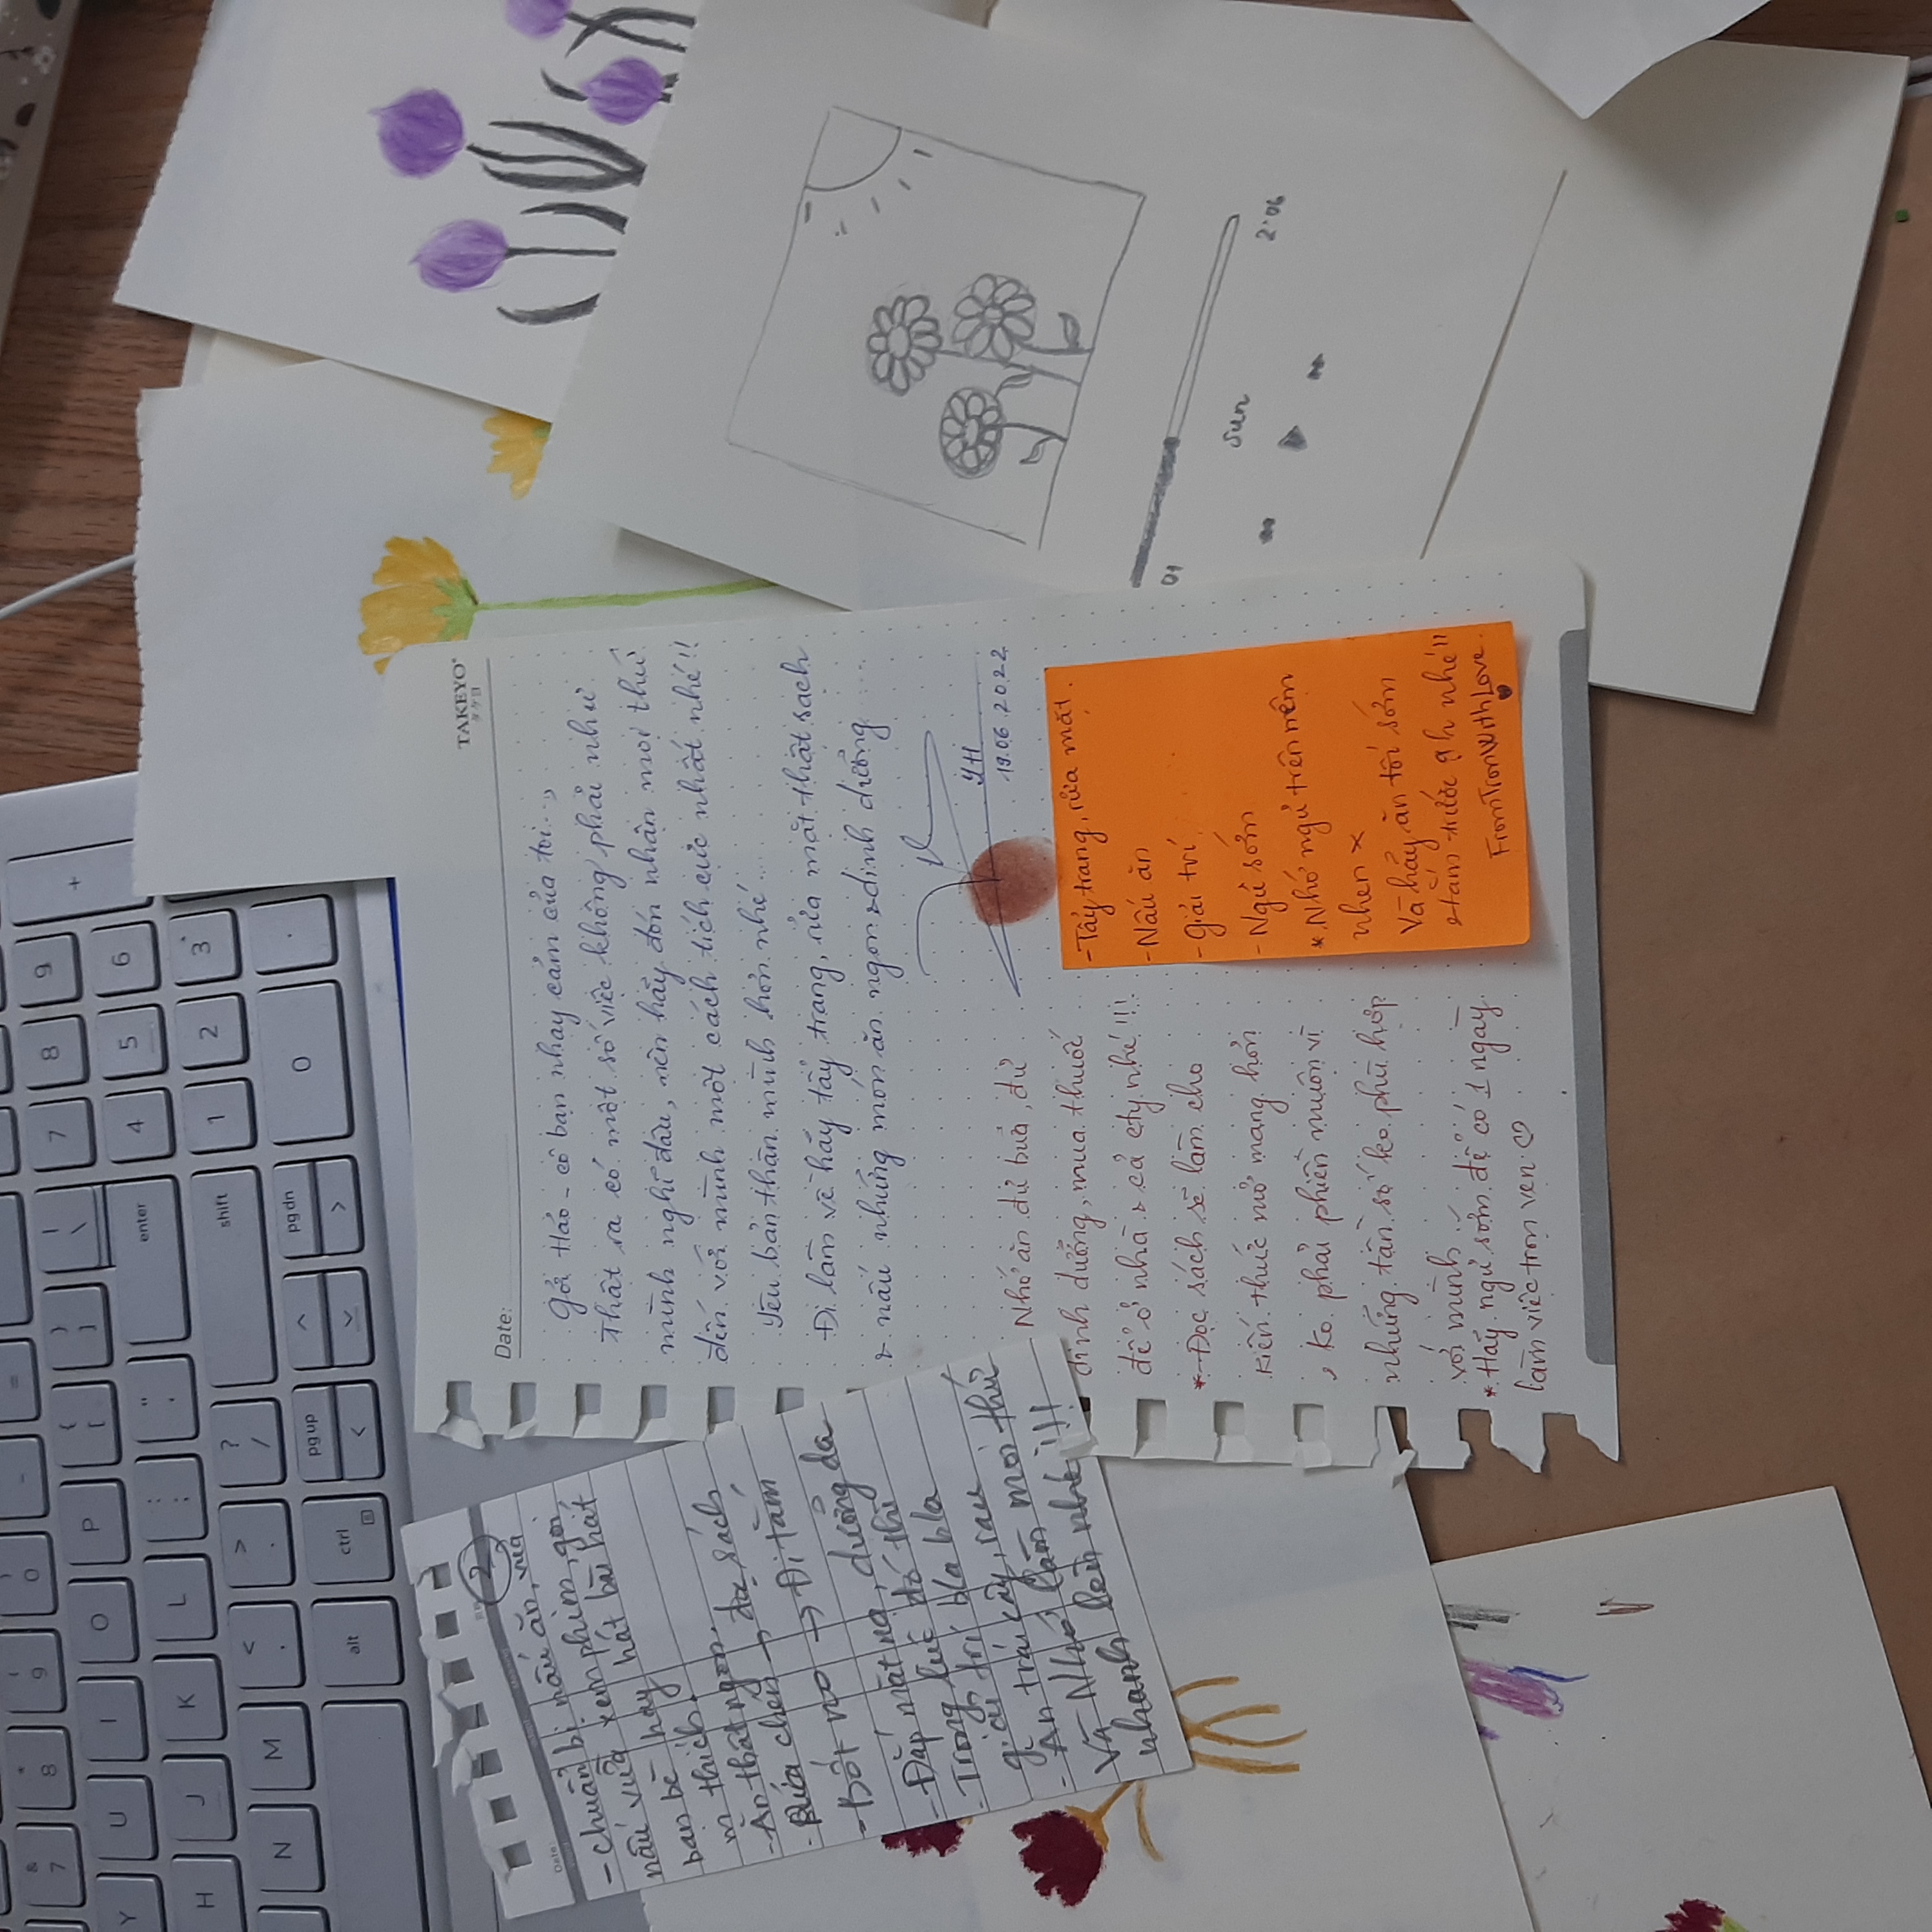 & 7
* 8
( 9
) 0
_ -
+ =
Y U I O P { [ } ] | \ 7 8 9 +
H J K L : ; " ' enter 4 5 6
N M < , > . ? / shift 1 2 3
alt ctrl pg up < ^ v pg dn > 0 .
2
Date:
- chuẩn bị nấu ăn, vừa
nấu vừa xem phim, gọi
bạn bè hay hát bài hát
m thích.
- Ăn thật ngon.
- Rửa chén → đọc sách
- Bớt no → Đi tắm
- Đắp mặt nạ, dưỡng da
- Trong lúc đó thì
giải trí bla bla
- Ăn trái cây, rau
Và Nhớ làm mọi thứ
nhanh lên nhé!!!
TAKEYO
タケヨ
Date:
Gởi Hảo - cô bạn nhạy cảm của tôi...,
Thật ra có một số việc không phải như
mình nghĩ đâu, nên hãy đón nhận mọi thứ
đến với mình một cách tích cực nhất nhé!!
Yêu bản thân mình hơn nhé...
Đi làm về hãy tẩy trang, rửa mặt thật sạch
& nấu những món ăn ngon & dinh dưỡng
YH
19.06.2022
Nhớ ăn đủ bữa, đủ
dinh dưỡng, mua thuốc
để ở nhà & cả cty nhé!!!
* Đọc sách sẽ làm cho
kiến thức mở mang hơn
, ko phải phiền muộn vì
những tần số ko phù hợp
với mình
* Hãy ngủ sớm để có 1 ngày
làm việc trọn vẹn ♡
- Tẩy trang, rửa mặt.
- Nấu ăn
- Giải trí
- Ngủ sớm
* Nhớ ngủ trên nệm
nhen ×
Và hãy ăn tối sớm
& tắm trước 9h nhé!!
FromTronWithLove
01
Sun
2:06